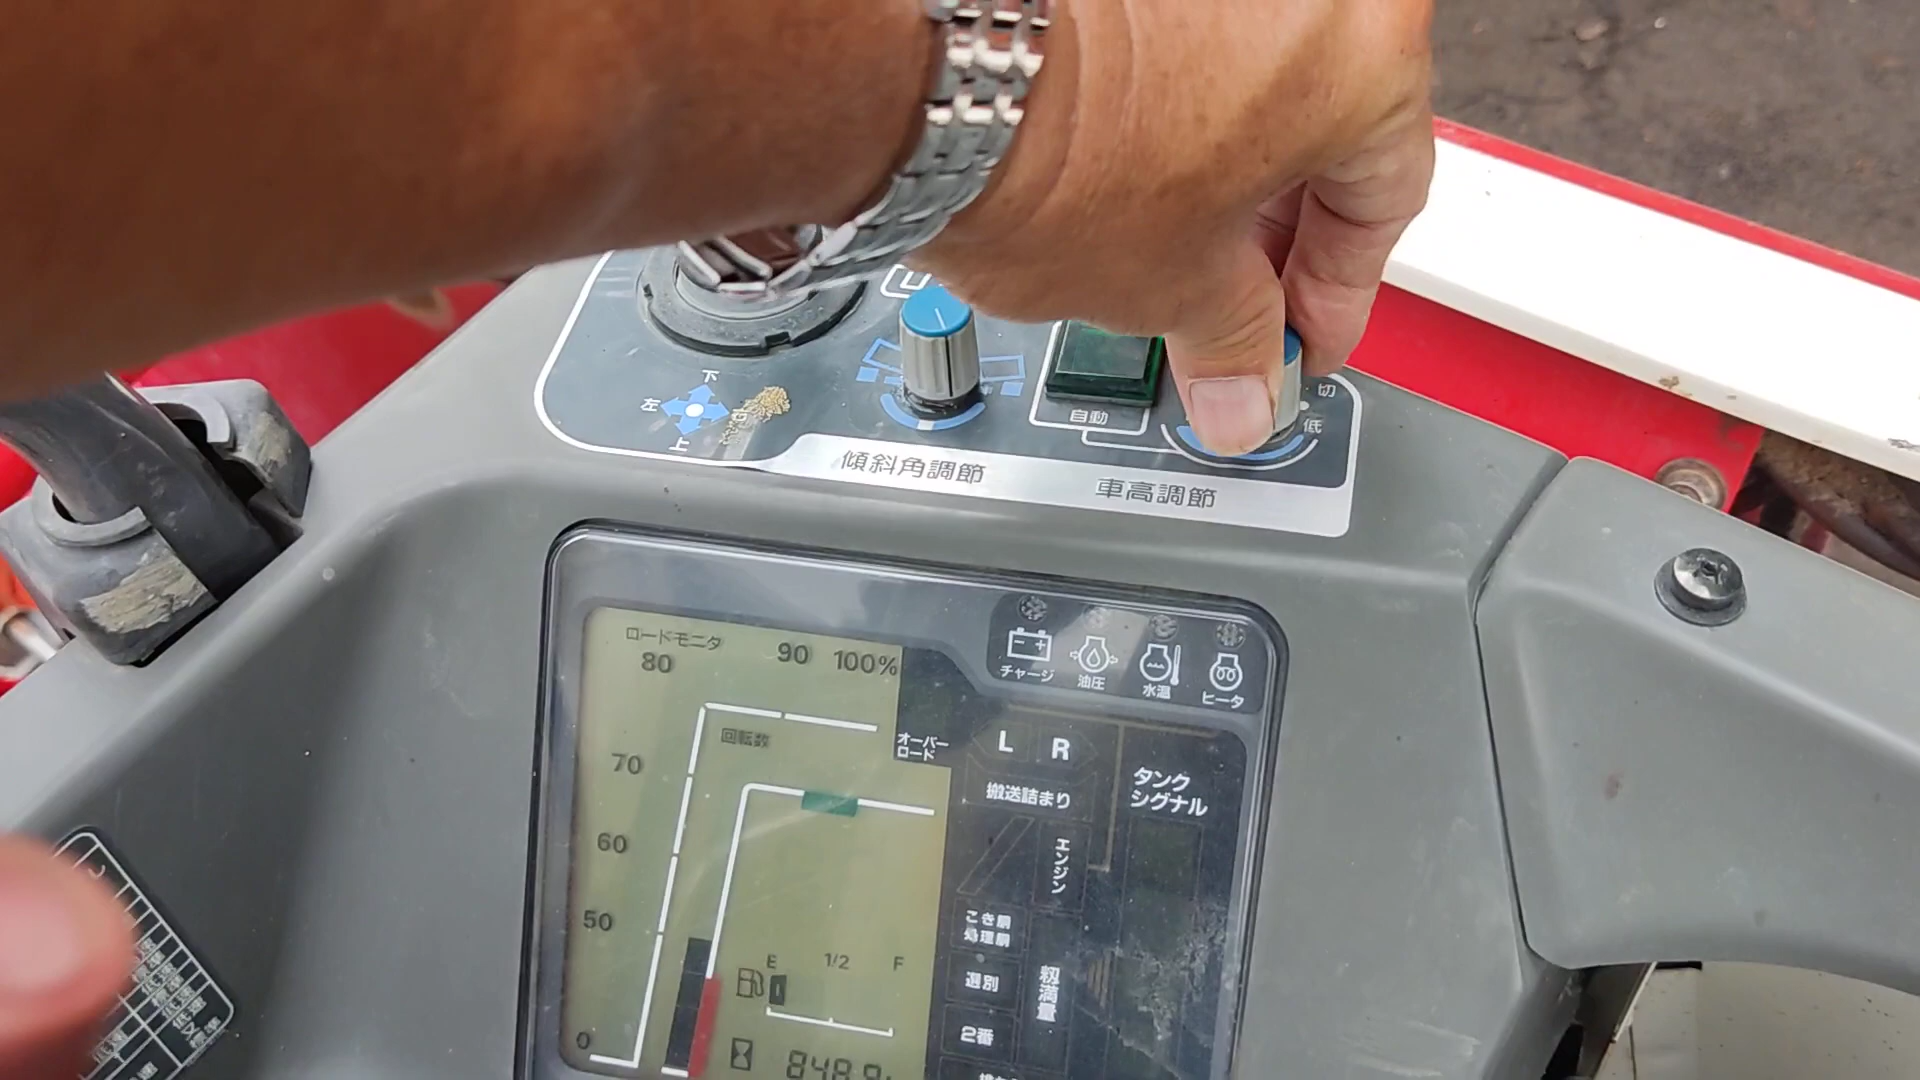 下
左
右
上
自動
切
低
傾斜角調節
車高調節
ロードモニタ
80 90 100%
回転数
オーバー
ロード
70
60
50
0
E 1/2 F
チャージ
油圧
水温
ヒータ
L R
搬送詰まり
タンク
シグナル
エンジン
こき胴
処理胴
選別
籾満量
2番